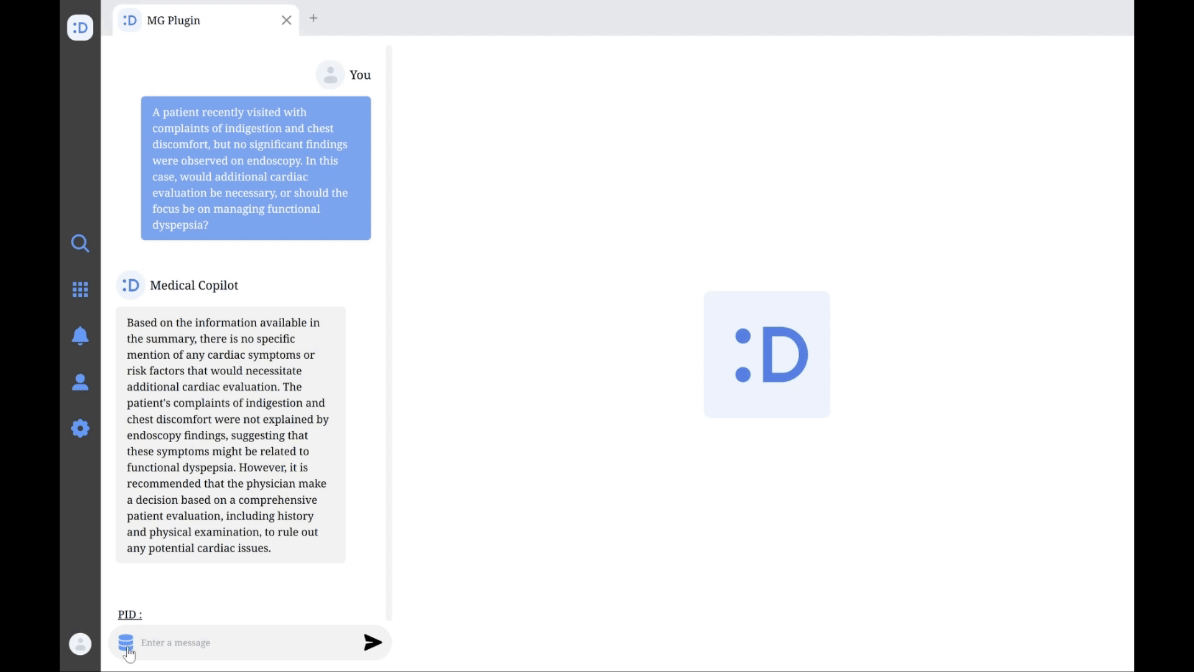 :D
:D MG Plugin
You
A patient recently visited with
complaints of indigestion and chest
discomfort, but no significant findings
were observed on endoscopy. In this
case, would additional cardiac
evaluation be necessary, or should the
focus be on managing functional
dyspepsia?
:D Medical Copilot
Based on the information available in
the summary, there is no specific
mention of any cardiac symptoms or
risk factors that would necessitate
additional cardiac evaluation. The
patient's complaints of indigestion and
chest discomfort were not explained by
endoscopy findings, suggesting that
these symptoms might be related to
functional dyspepsia. However, it is
recommended that the physician make
a decision based on a comprehensive
patient evaluation, including history
and physical examination, to rule out
any potential cardiac issues.
PID :
Enter a message
:D